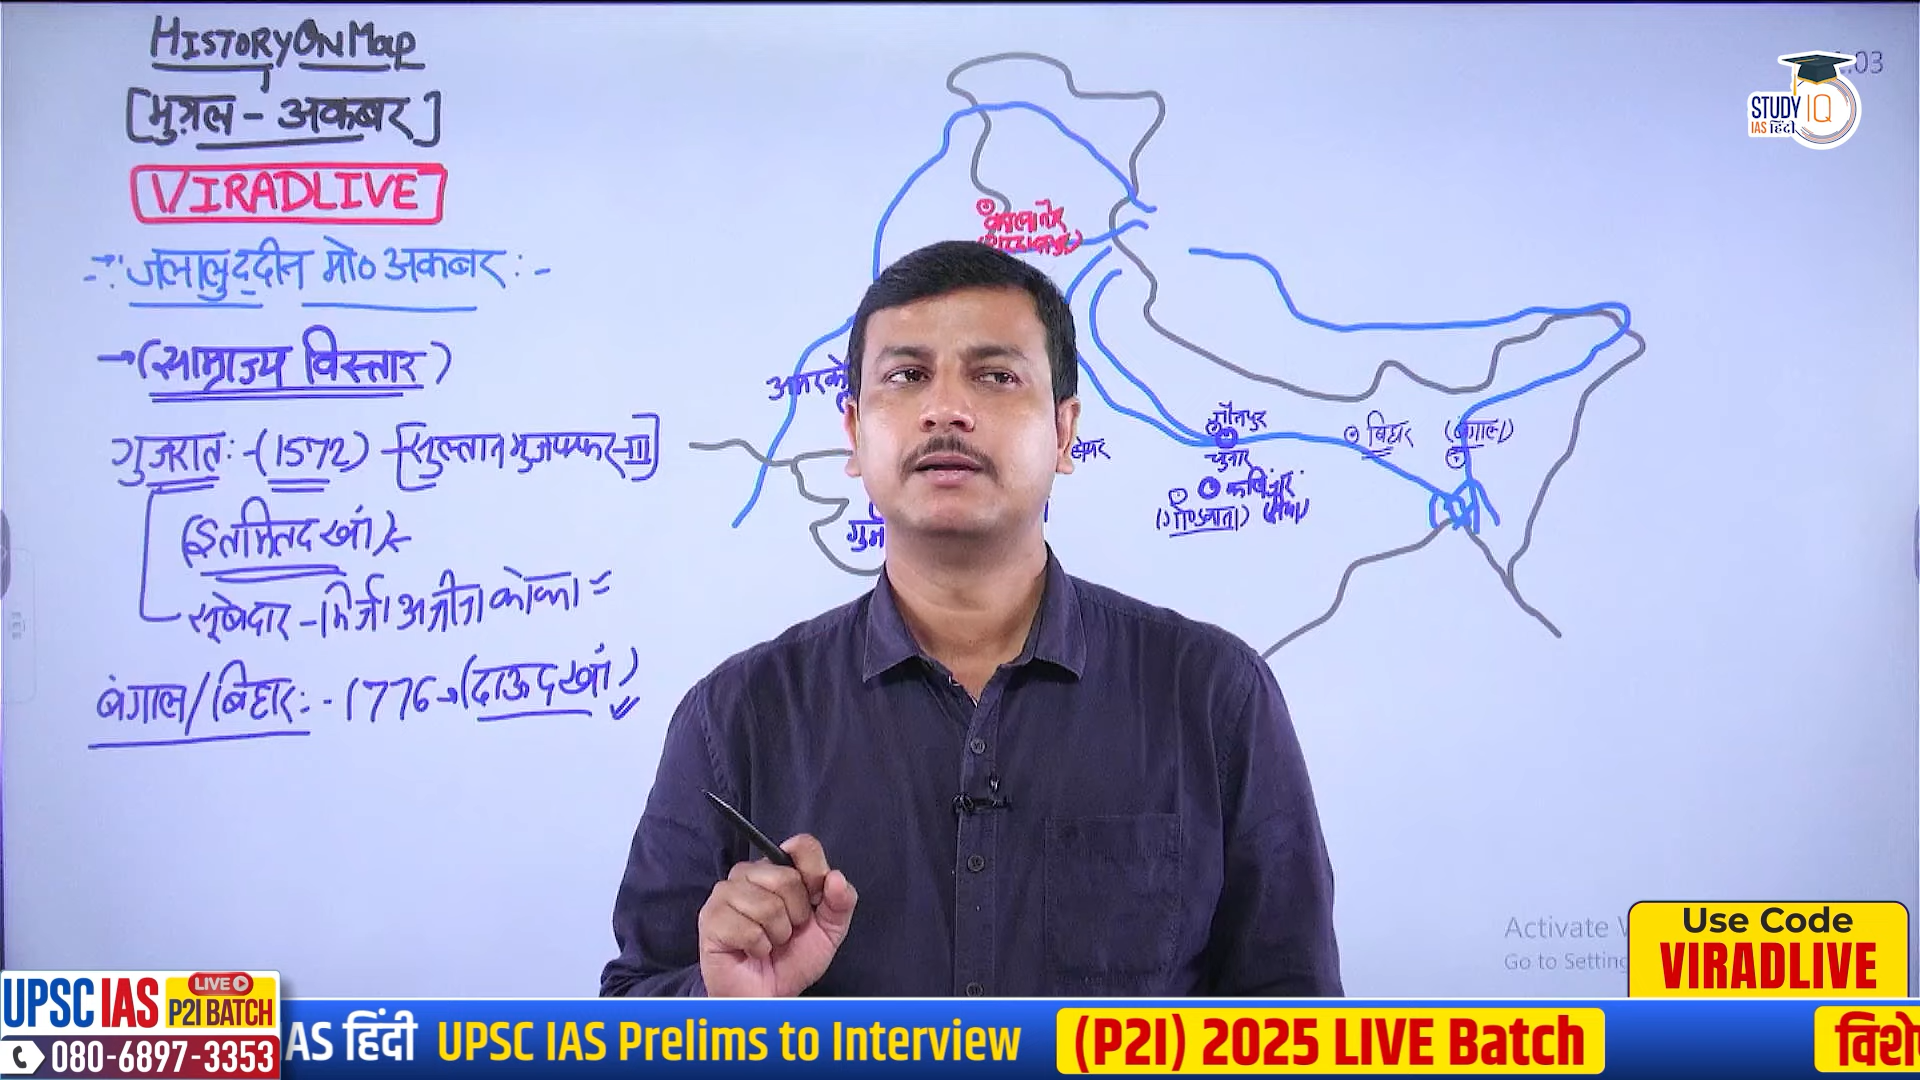 HISTORY ON Map
[मुग़ल - अकबर]
VIRADLIVE
जलालुद्दीन मो० अकबर :-
→ (साम्राज्य विस्तार)
गुजरात :- (1572) - [सुल्तान मुजफ्फर-III]
सूबेदार - मिर्जा अजीज कोका =
बंगाल/बिहार :- 1776 → (दाऊद खां)
.03
STUDY IQ
IAS हिंदी
जौनपुर
बिहार
(बंगाल)
चुनार
Activate
Go to Setting
Use Code
VIRADLIVE
UPSC IAS
LIVE
P2I BATCH
080-6897-3353
IAS हिंदी UPSC IAS Prelims to Interview (P2I) 2025 LIVE Batch